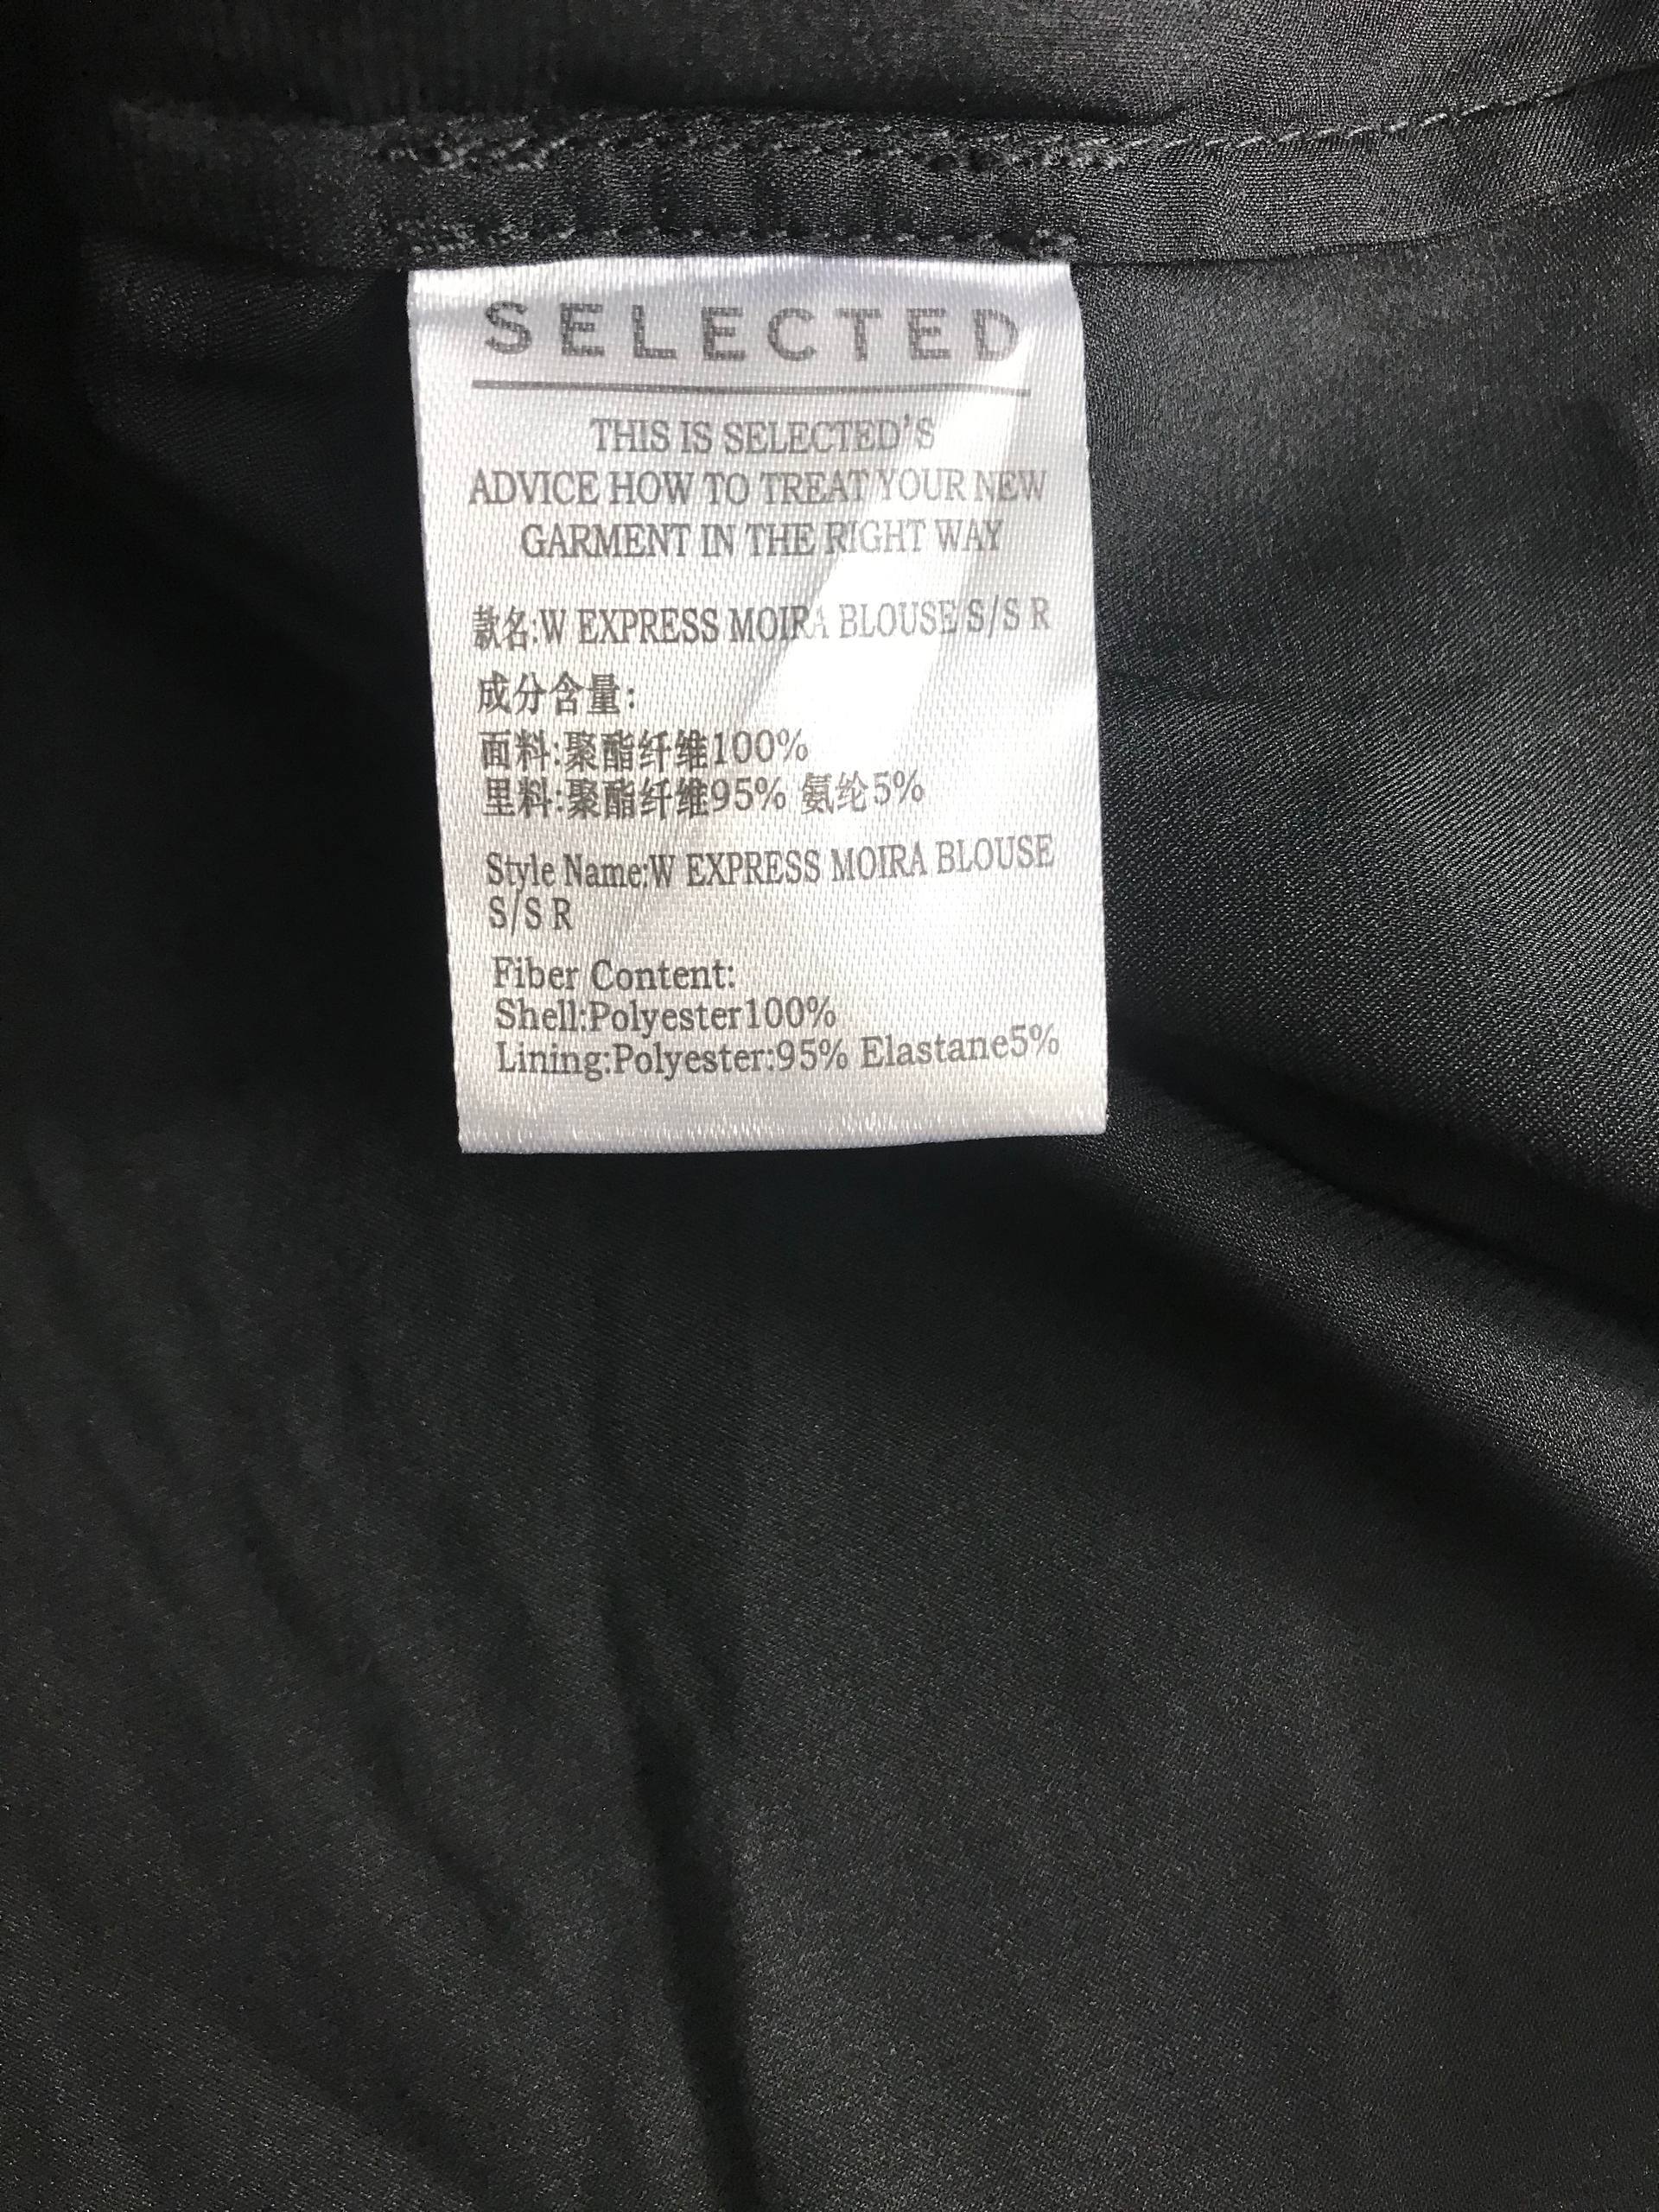 SELECTED
THIS IS SELECTED'S
ADVICE HOW TO TREAT YOUR NEW
GARMENT IN THE RIGHT WAY
款名:W EXPRESS MOIRA BLOUSE S/S R
成分含量:
面料:聚酯纤维100%
里料:聚酯纤维95% 氨纶5%
Style Name:W EXPRESS MOIRA BLOUSE
S/S R
Fiber Content:
Shell:Polyester100%
Lining:Polyester:95% Elastane5%